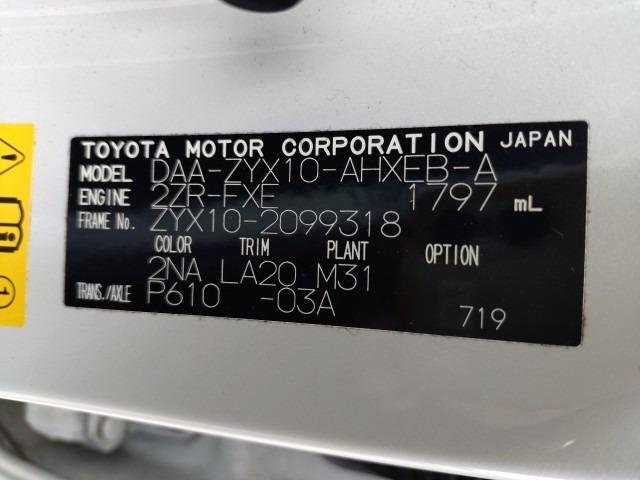 TOYOTA MOTOR CORPORATION JAPAN
MODEL DAA-ZYX10-AHXEB-A
ENGINE 2ZR-FXE 1797 mL
FRAME No. ZYX10-2099318
COLOR TRIM PLANT OPTION
2NA LA20 M31
TRANS./AXLE P610 -03A
719
1